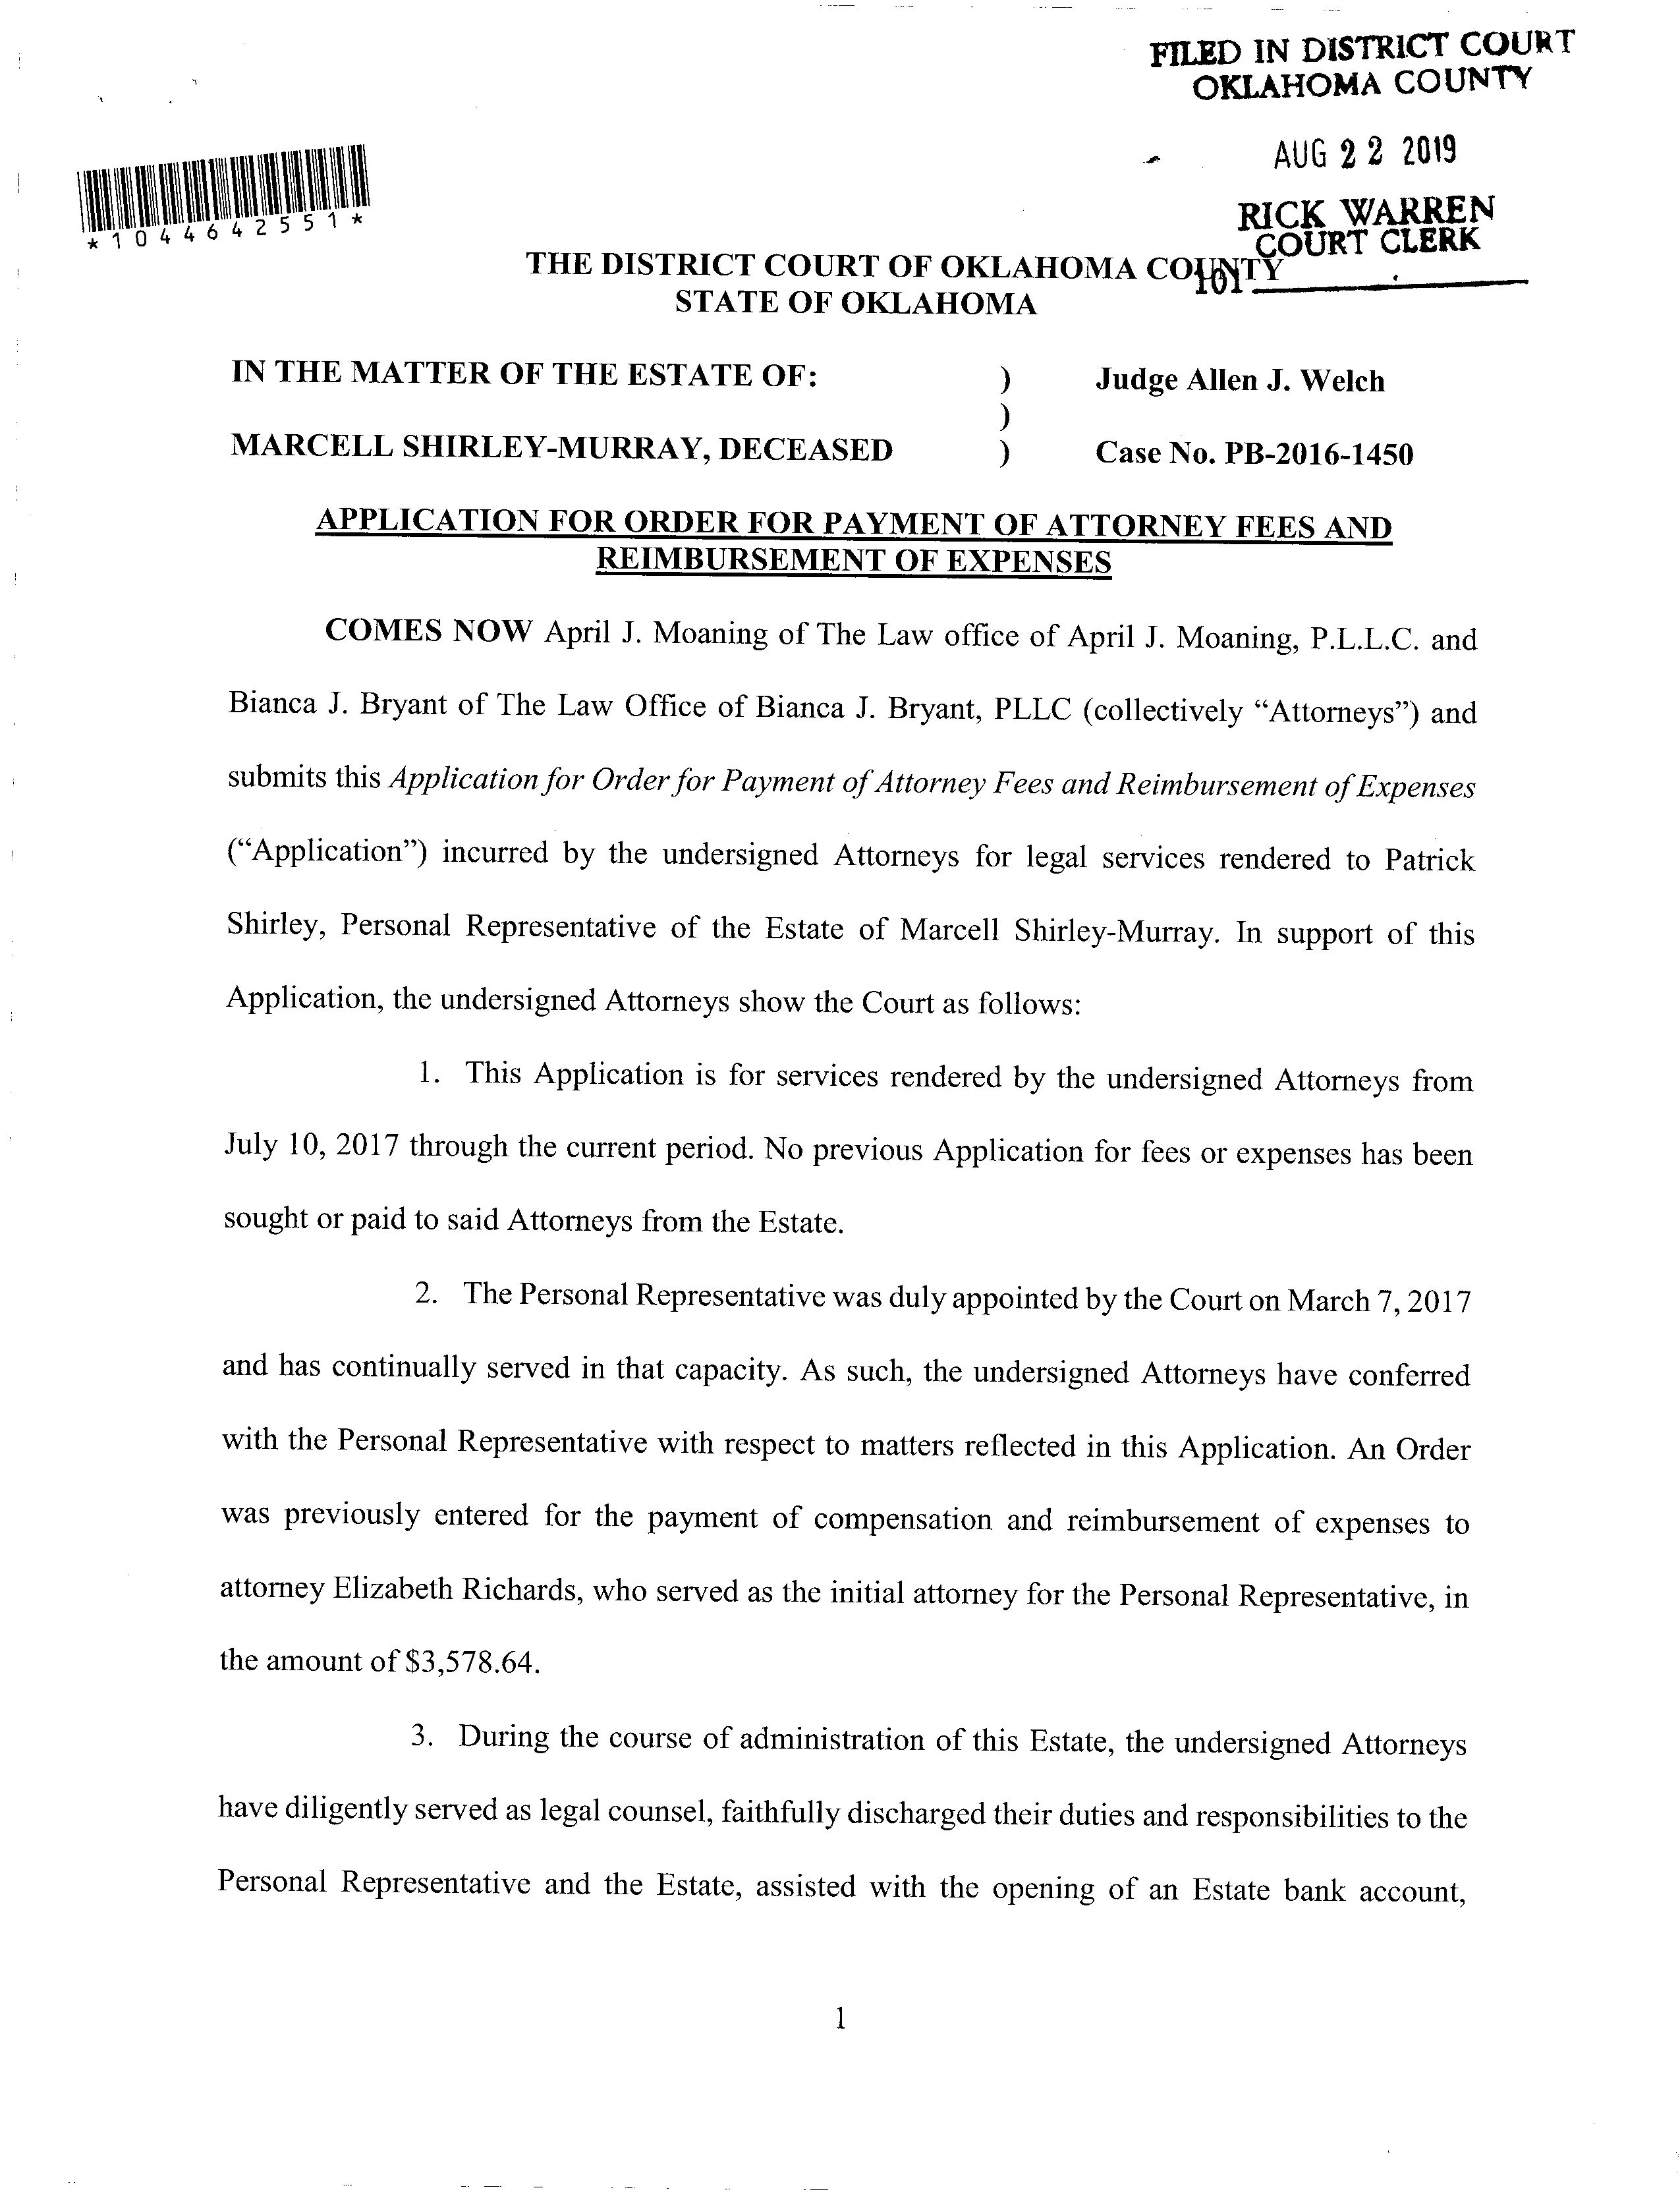 FILED IN DISTRICT COURT
OKLAHOMA COUNTY
AUG 22 2019
RICK WARREN
COURT CLERK
*1044642551*
THE DISTRICT COURT OF OKLAHOMA COUNTY
101
STATE OF OKLAHOMA
IN THE MATTER OF THE ESTATE OF: ) Judge Allen J. Welch
)
MARCELL SHIRLEY-MURRAY, DECEASED ) Case No. PB-2016-1450
APPLICATION FOR ORDER FOR PAYMENT OF ATTORNEY FEES AND
REIMBURSEMENT OF EXPENSES
COMES NOW April J. Moaning of The Law office of April J. Moaning, P.L.L.C. and
Bianca J. Bryant of The Law Office of Bianca J. Bryant, PLLC (collectively “Attorneys”) and
submits this Application for Order for Payment of Attorney Fees and Reimbursement of Expenses
(“Application”) incurred by the undersigned Attorneys for legal services rendered to Patrick
Shirley, Personal Representative of the Estate of Marcell Shirley-Murray. In support of this
Application, the undersigned Attorneys show the Court as follows:
1. This Application is for services rendered by the undersigned Attorneys from
July 10, 2017 through the current period. No previous Application for fees or expenses has been
sought or paid to said Attorneys from the Estate.
2. The Personal Representative was duly appointed by the Court on March 7, 2017
and has continually served in that capacity. As such, the undersigned Attorneys have conferred
with the Personal Representative with respect to matters reflected in this Application. An Order
was previously entered for the payment of compensation and reimbursement of expenses to
attorney Elizabeth Richards, who served as the initial attorney for the Personal Representative, in
the amount of $3,578.64.
3. During the course of administration of this Estate, the undersigned Attorneys
have diligently served as legal counsel, faithfully discharged their duties and responsibilities to the
Personal Representative and the Estate, assisted with the opening of an Estate bank account,
1